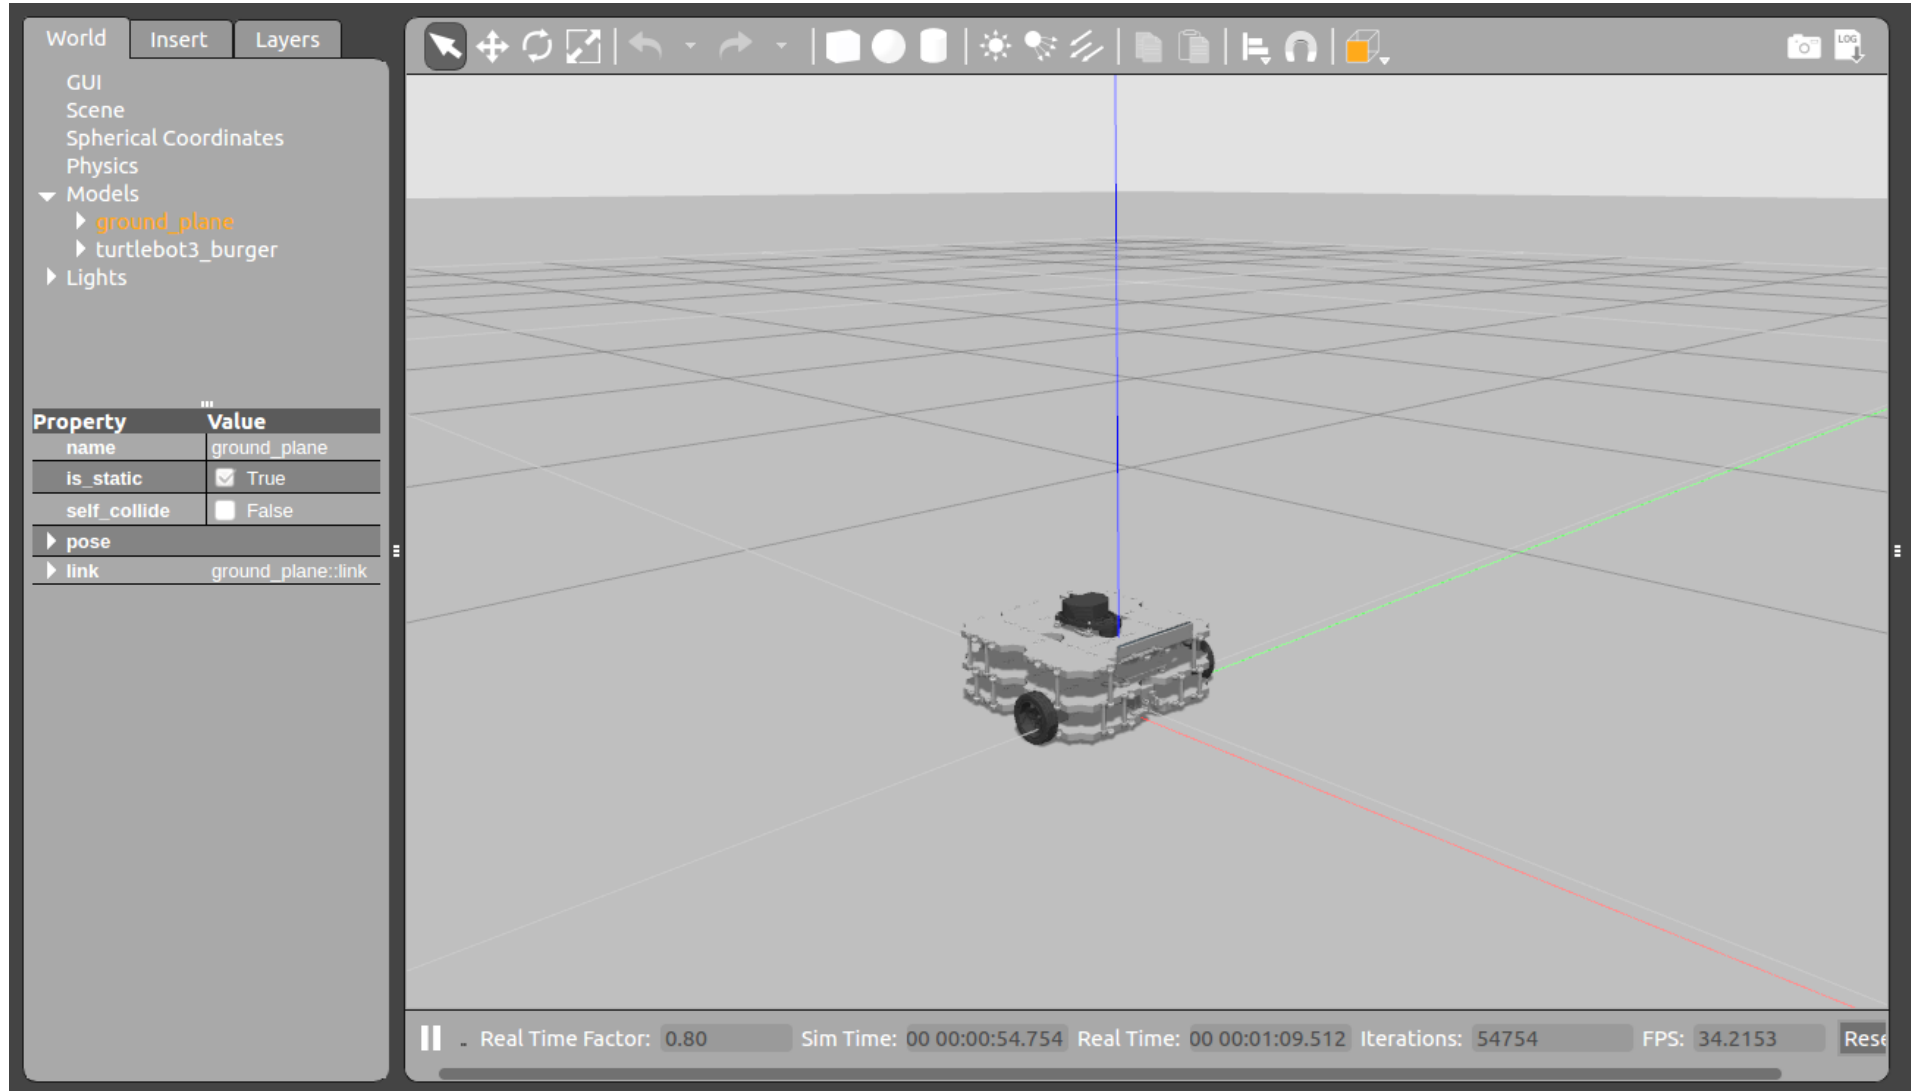 World Insert Layers
GUI
Scene
Spherical Coordinates
Physics
Models
ground_plane
turtlebot3_burger
Lights
Property Value
name ground_plane
is_static True
self_collide False
pose
link ground_plane::link
LOG
Real Time Factor: 0.80 Sim Time: 00 00:00:54.754 Real Time: 00 00:01:09.512 Iterations: 54754 FPS: 34.2153 Rese